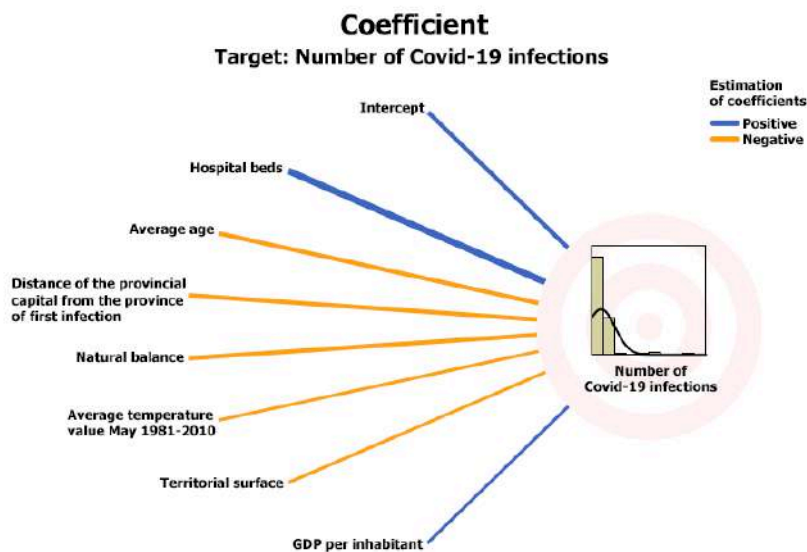 Coefficient
Target: Number of Covid-19 infections
Estimation
of coefficients
Positive
Negative
Intercept
Hospital beds
Average age
Distance of the provincial
capital from the province
of first infection
Natural balance
Average temperature
value May 1981-2010
Territorial surface
GDP per inhabitant
Number of
Covid-19 infections